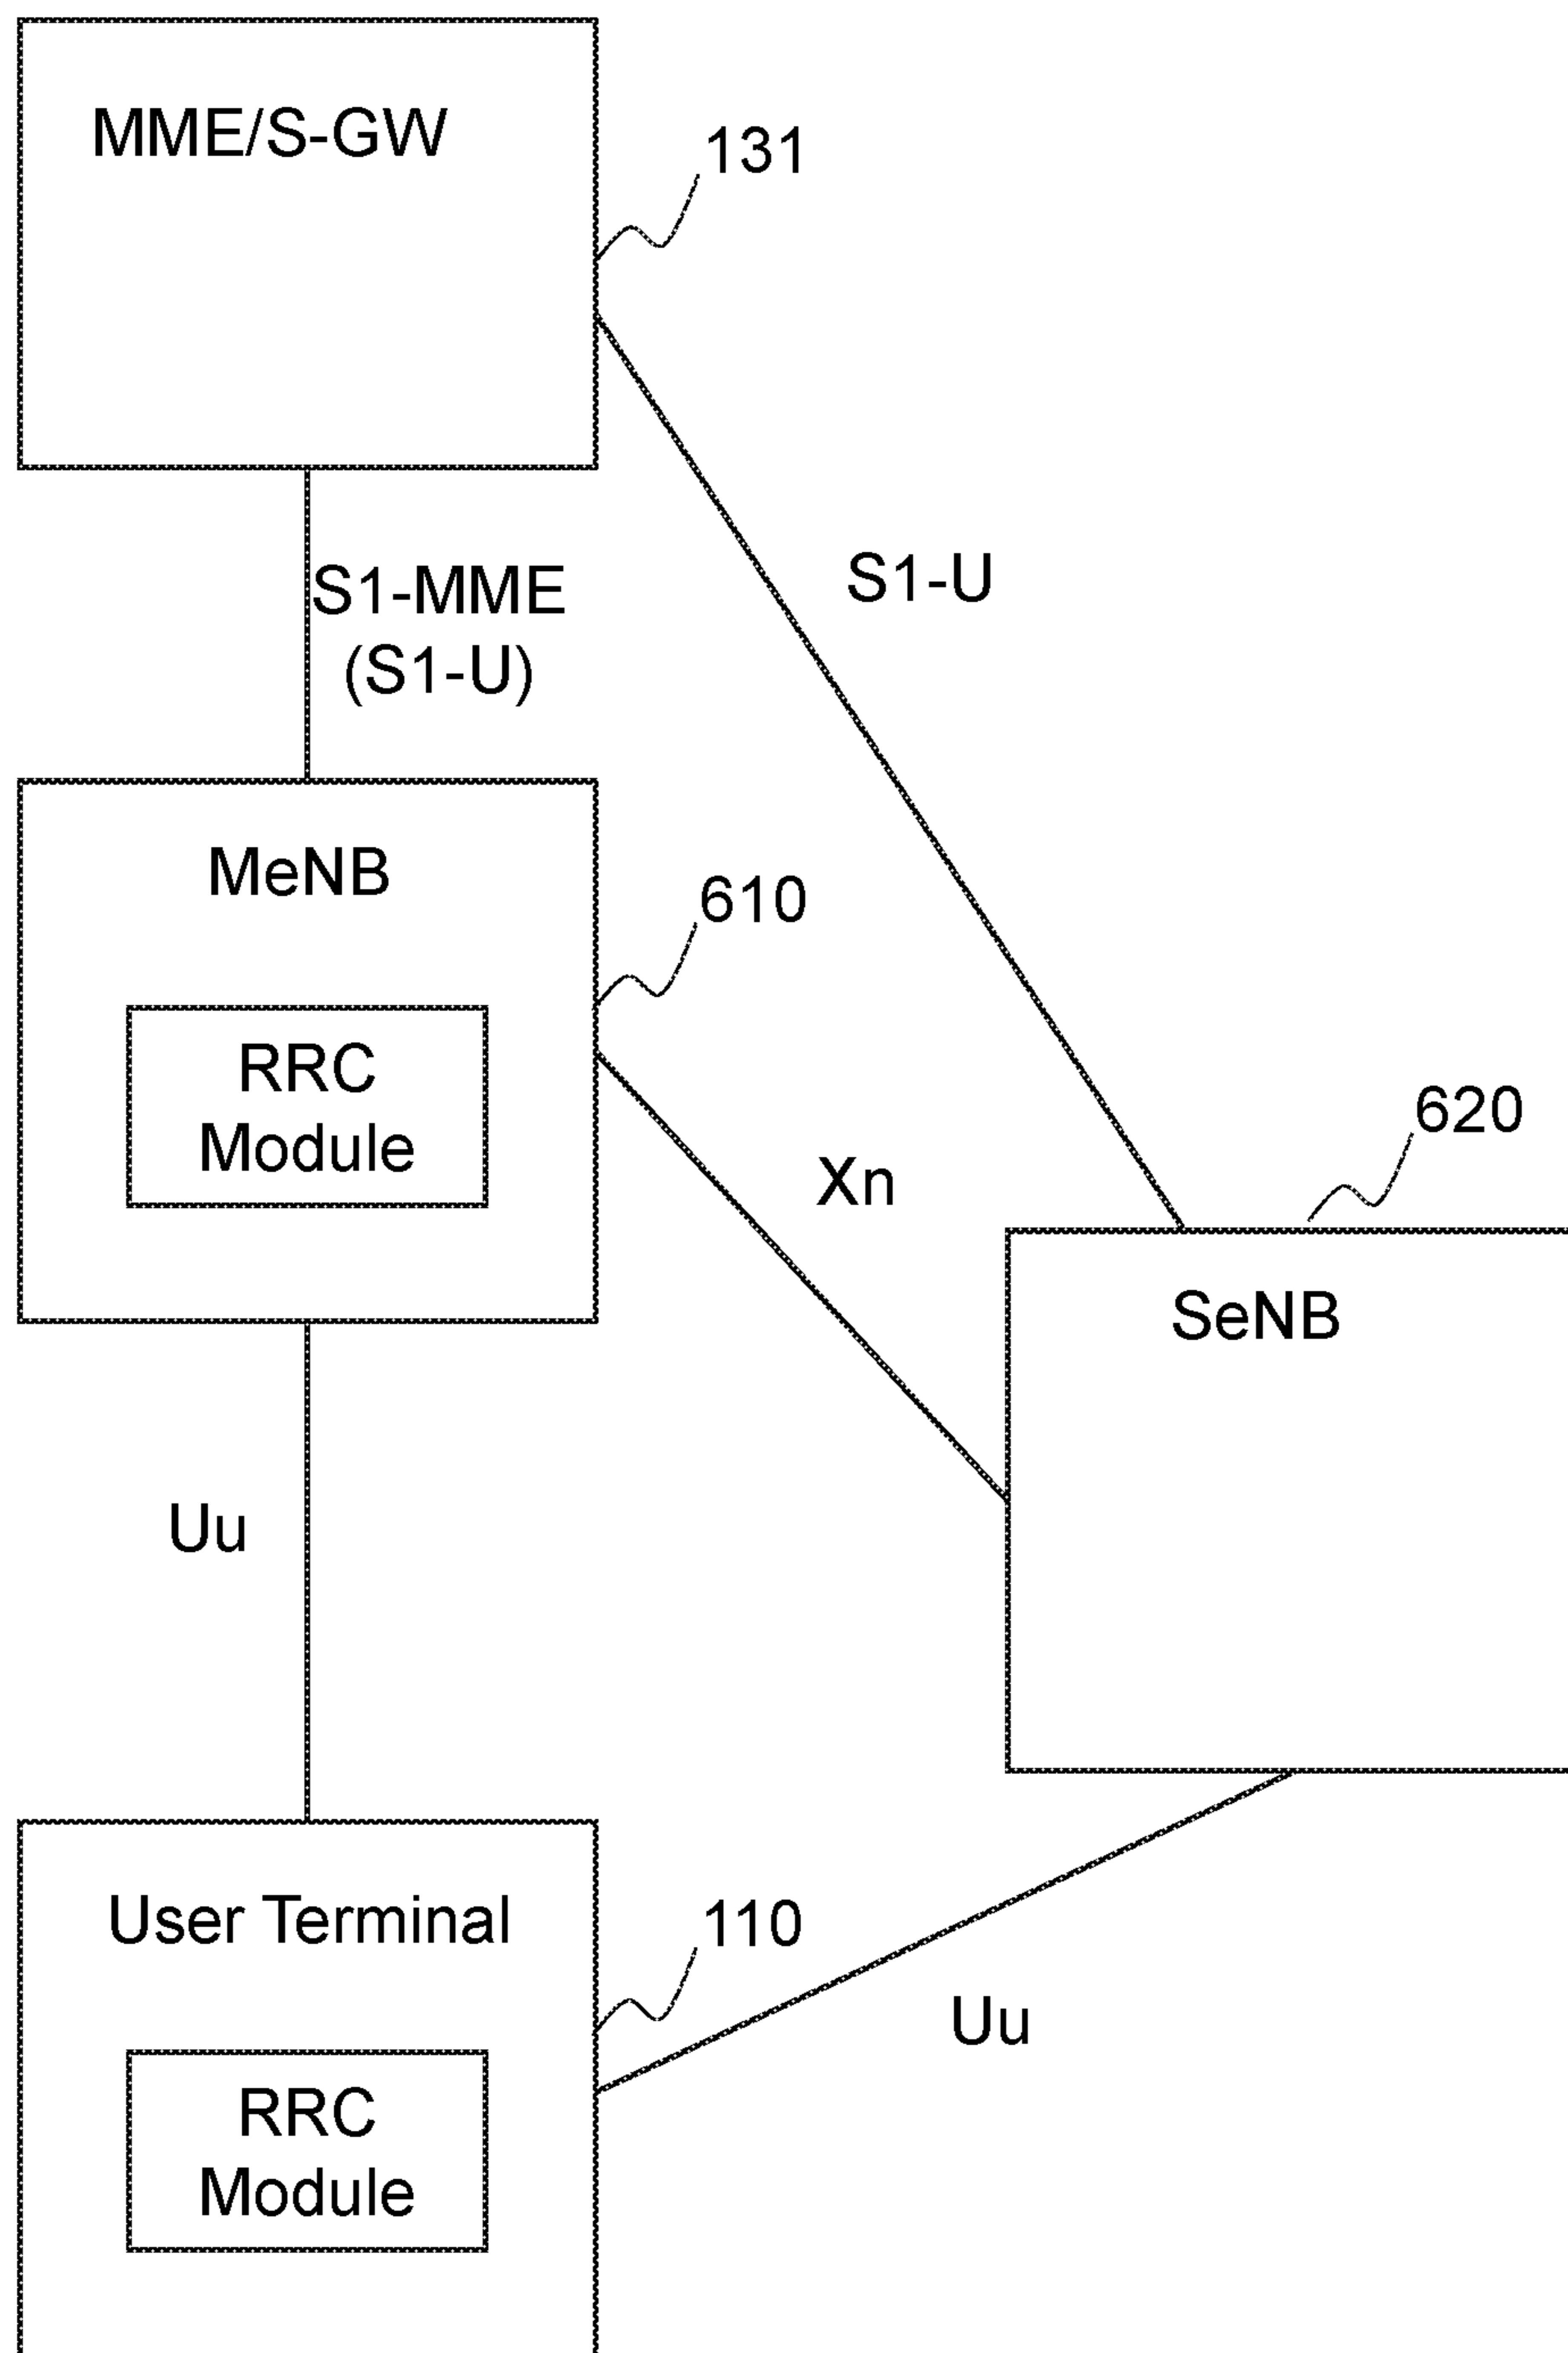 MME/S-GW
131
S1-MME
(S1-U)
S1-U
MeNB
610
RRC
Module
Xn
620
SeNB
Uu
User Terminal
110
Uu
RRC
Module